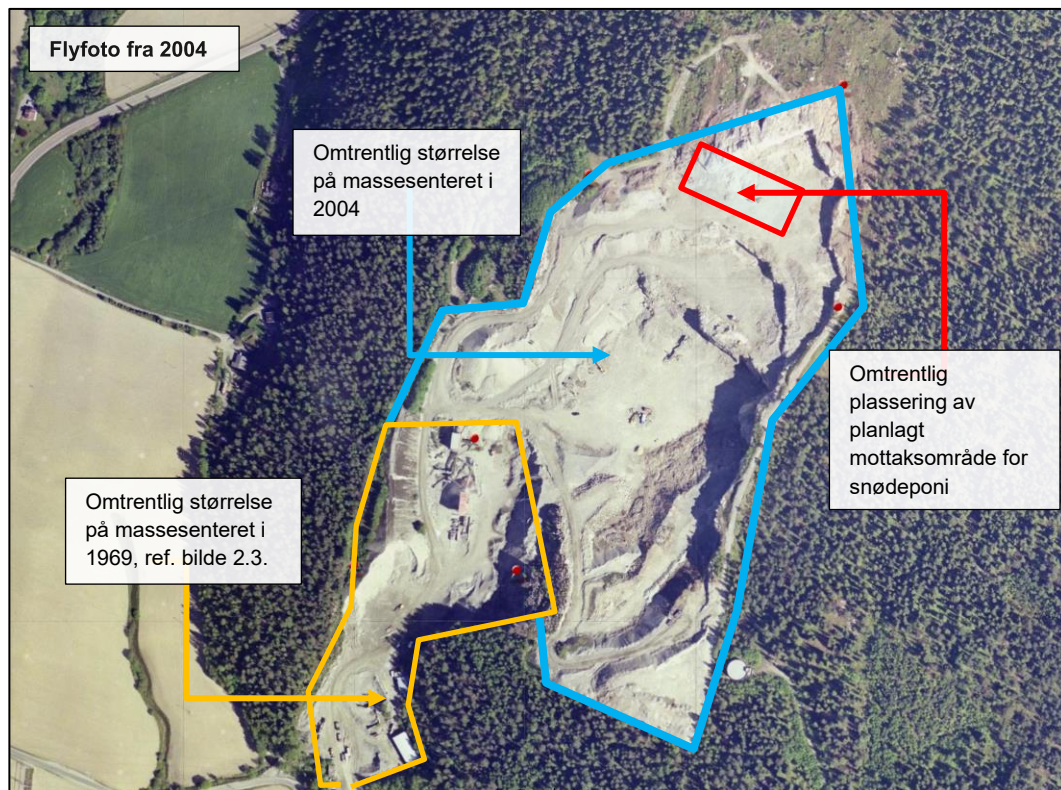 Flyfoto fra 2004
Omtrentlig størrelse
på massesenteret i
2004
Omtrentlig
plassering av
planlagt
mottaksområde for
snødeponi
Omtrentlig størrelse
på massesenteret i
1969, ref. bilde 2.3.